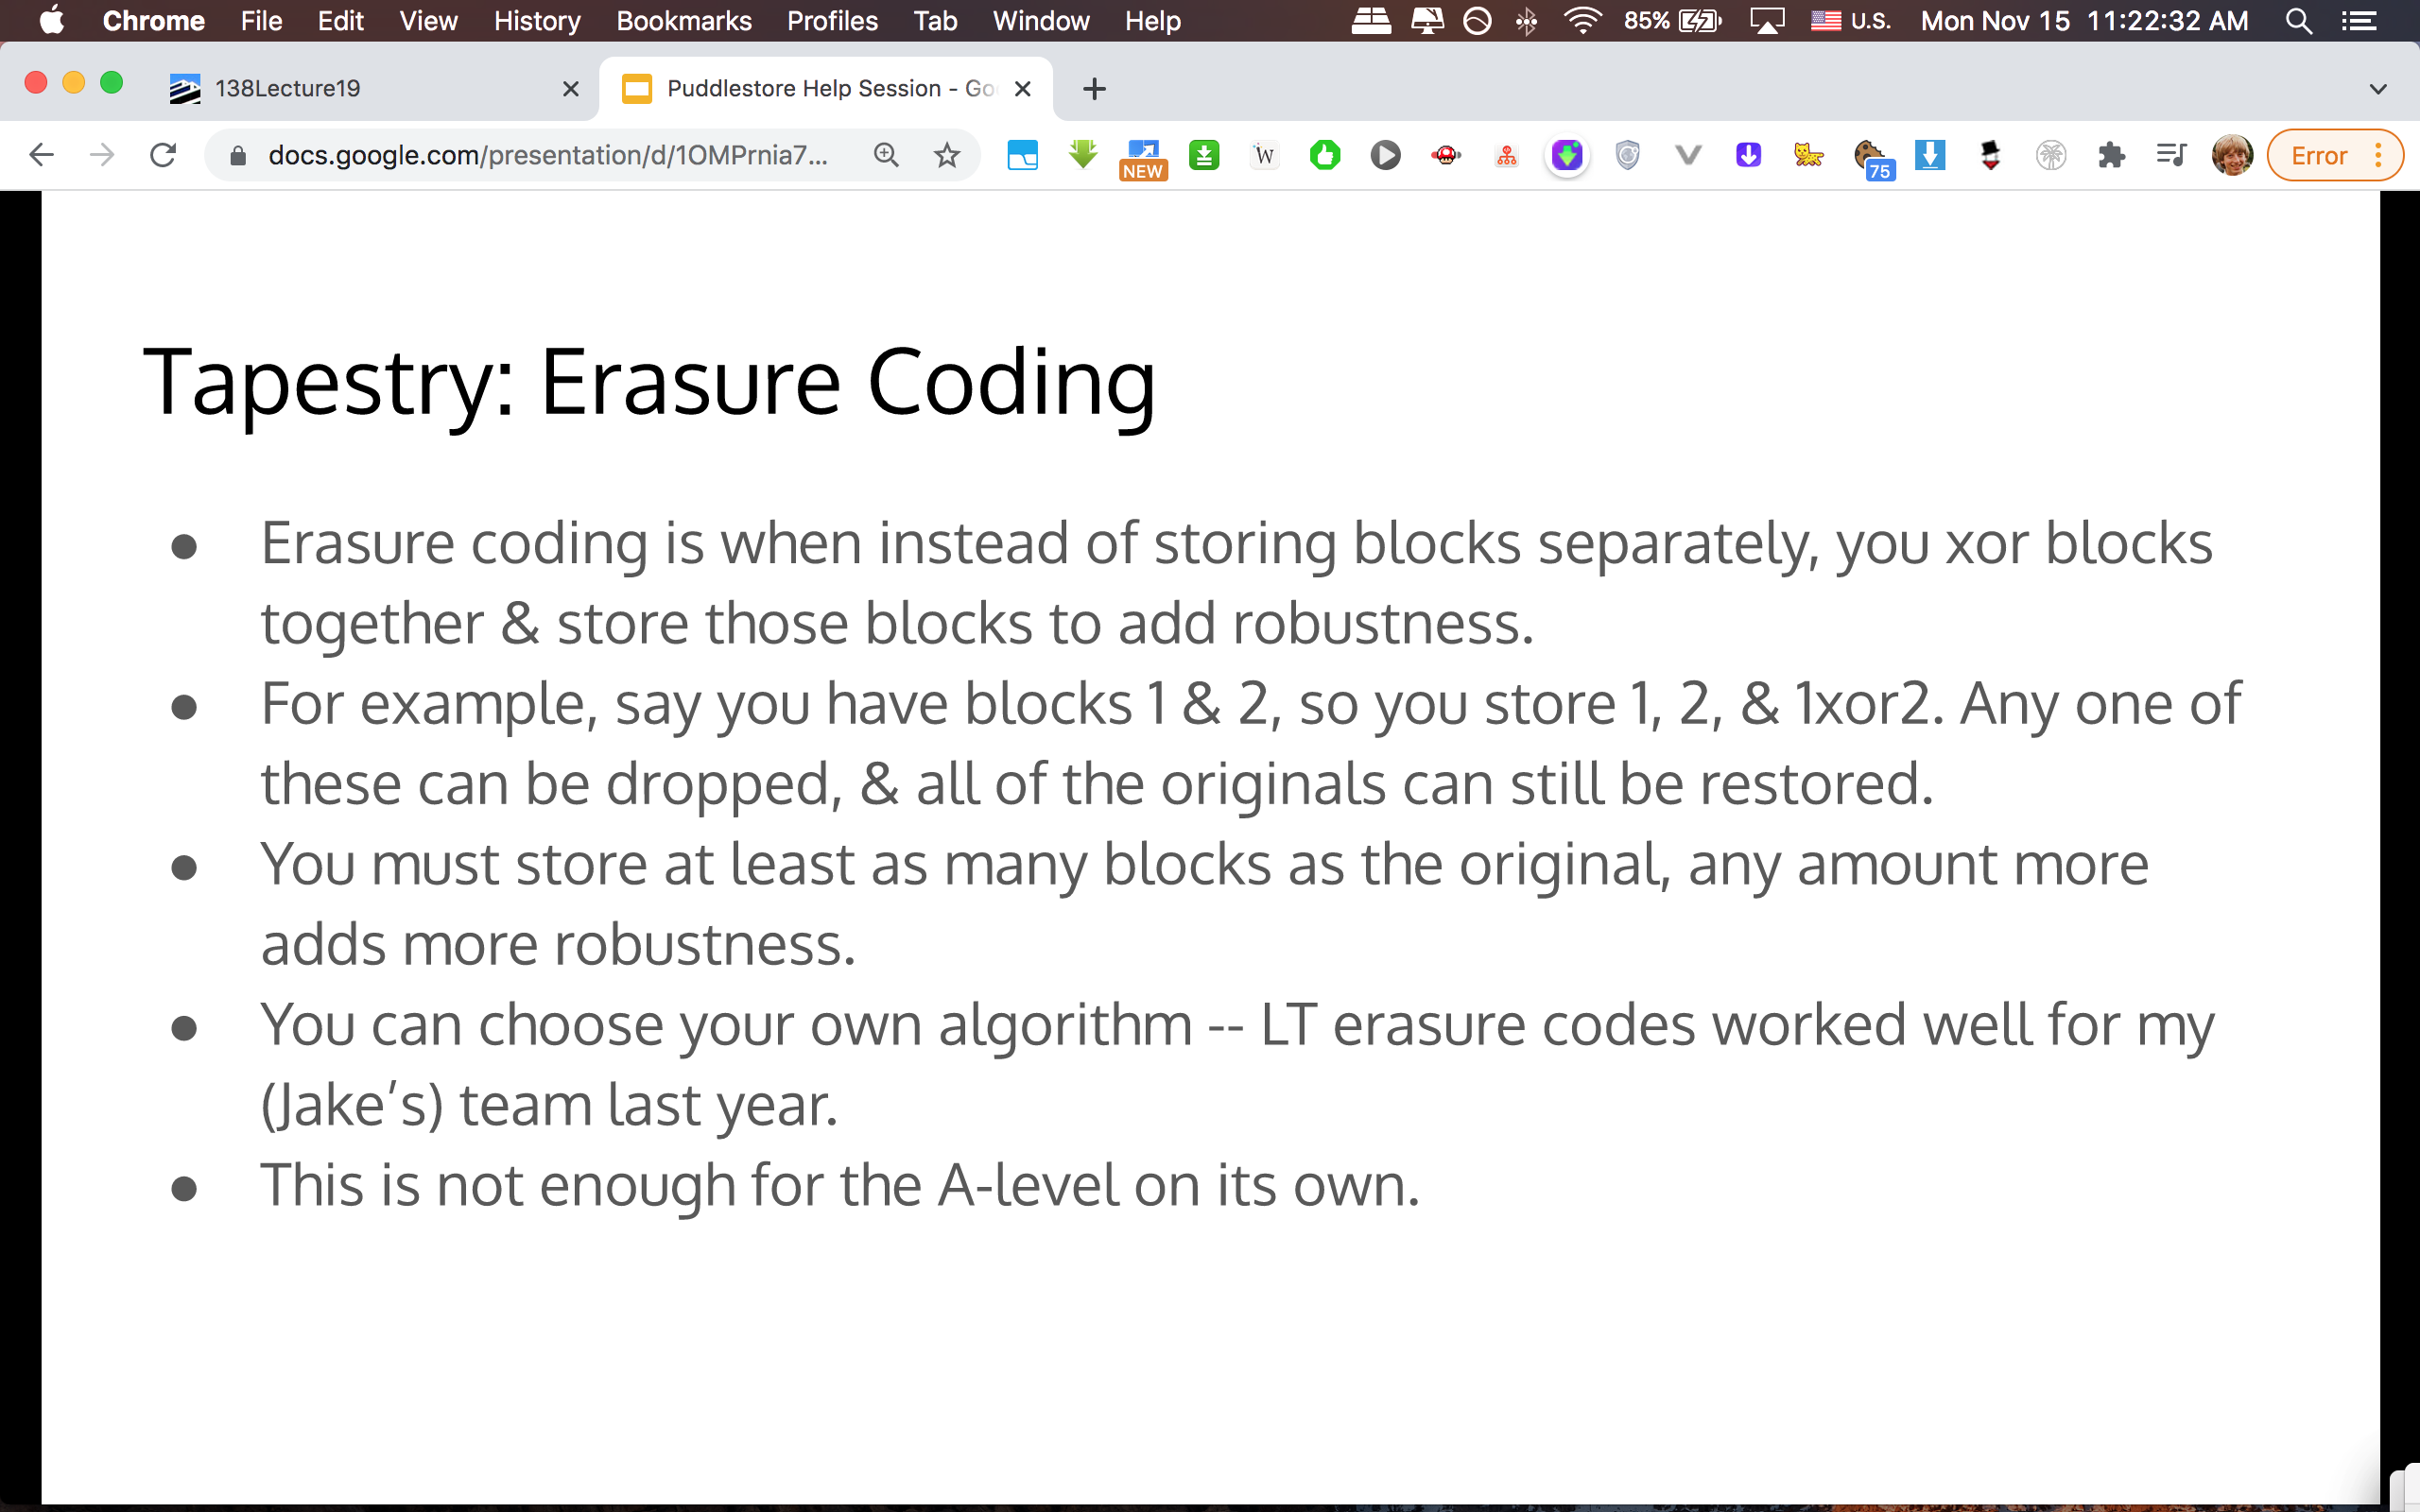 Chrome File Edit View History Bookmarks Profiles Tab Window Help 85% U.S. Mon Nov 15 11:22:32 AM
138Lecture19 Puddlestore Help Session - Go
docs.google.com/presentation/d/1OMPrnia7... NEW W 75 Error
Tapestry: Erasure Coding
● Erasure coding is when instead of storing blocks separately, you xor blocks
together & store those blocks to add robustness.
● For example, say you have blocks 1 & 2, so you store 1, 2, & 1xor2. Any one of
these can be dropped, & all of the originals can still be restored.
● You must store at least as many blocks as the original, any amount more
adds more robustness.
● You can choose your own algorithm -- LT erasure codes worked well for my
(Jake's) team last year.
● This is not enough for the A-level on its own.